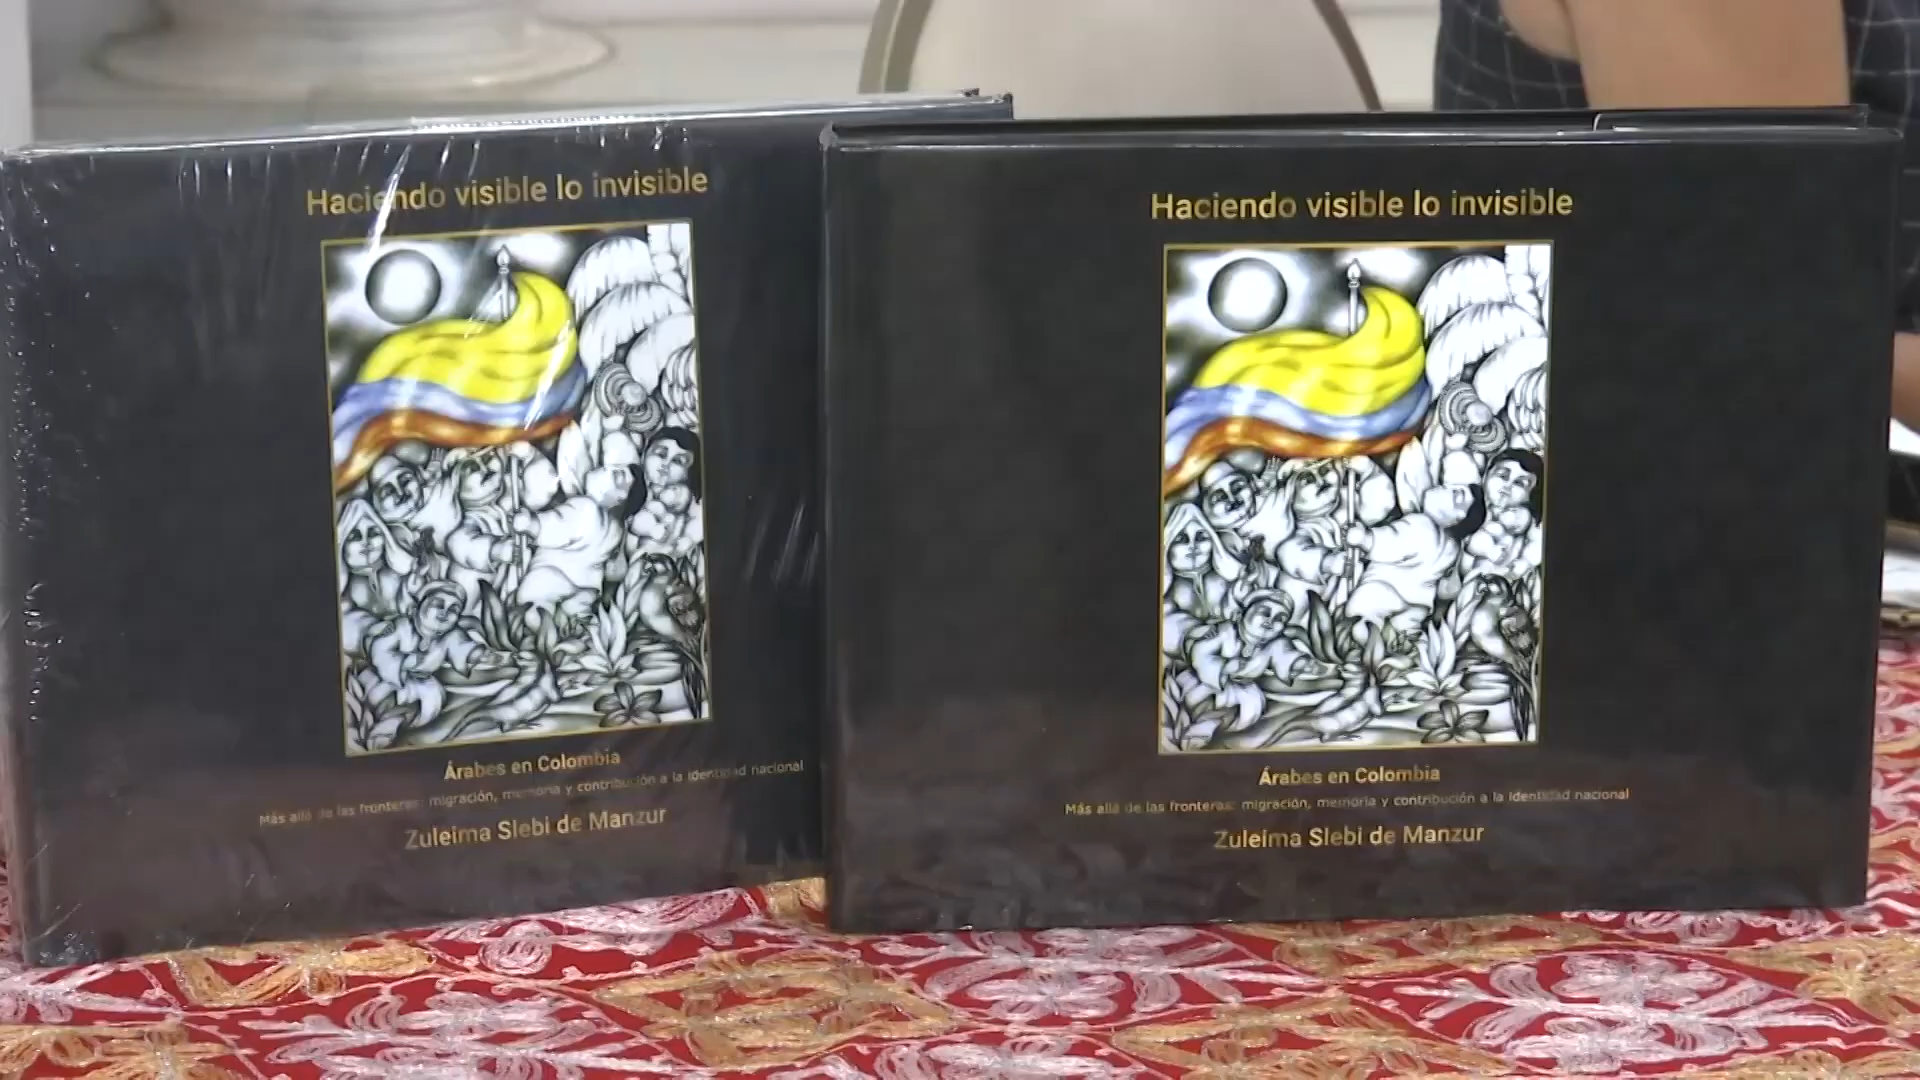 Haciendo visible lo invisible
Árabes en Colombia
Más allá de las fronteras: migración, memoria y contribución a la identidad nacional
Zuleima Slebi de Manzur
Haciendo visible lo invisible
Árabes en Colombia
Más allá de las fronteras: migración, memoria y contribución a la identidad nacional
Zuleima Slebi de Manzur